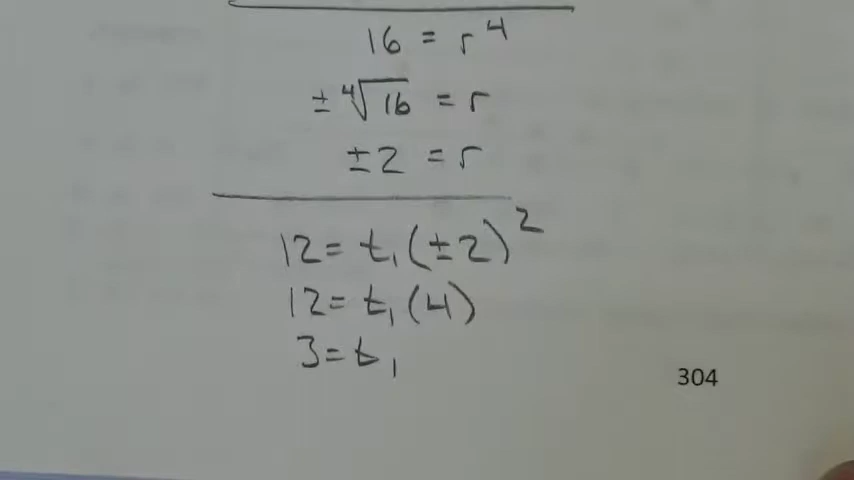 16 = r⁴
± ⁴√16 = r
±2 = r
12 = t₁(±2)²
12 = t₁(4)
3 = t₁
304